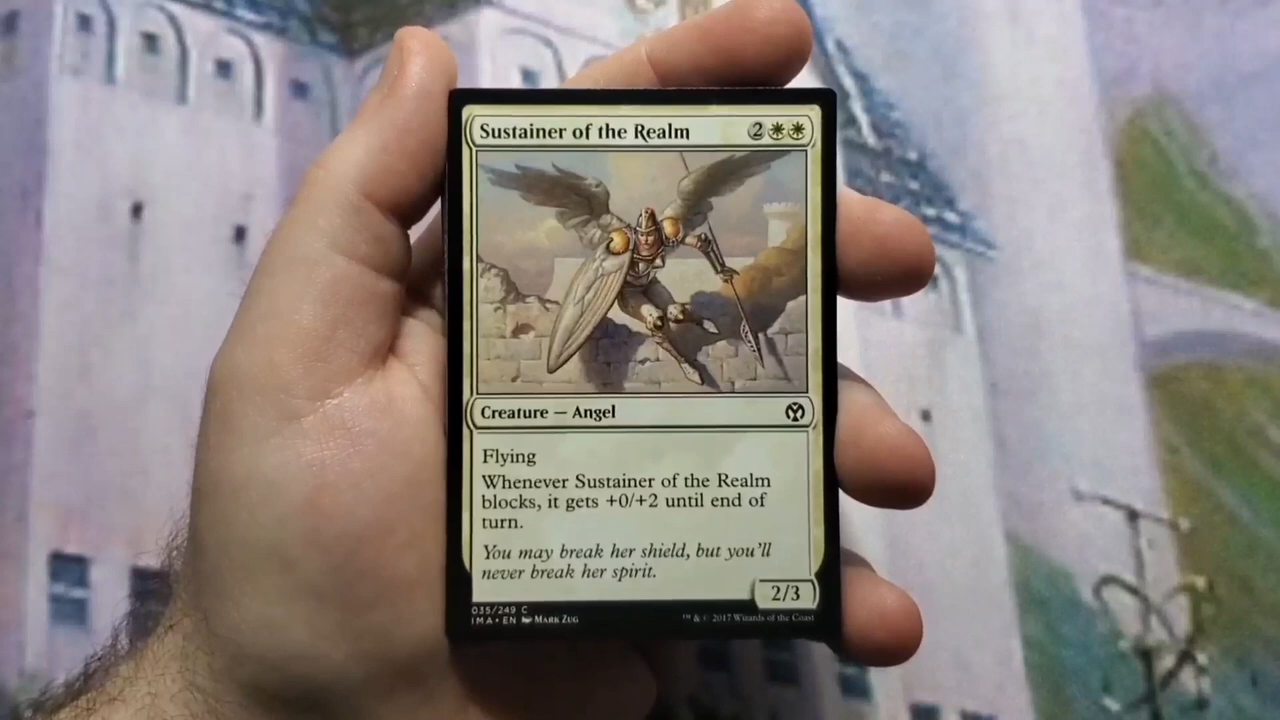 Sustainer of the Realm 2
Creature — Angel
Flying
Whenever Sustainer of the Realm
blocks, it gets +0/+2 until end of
turn.
You may break her shield, but you'll
never break her spirit.
2/3
035/249 C
IMA • EN Mark Zug
™ & © 2017 Wizards of the Coast